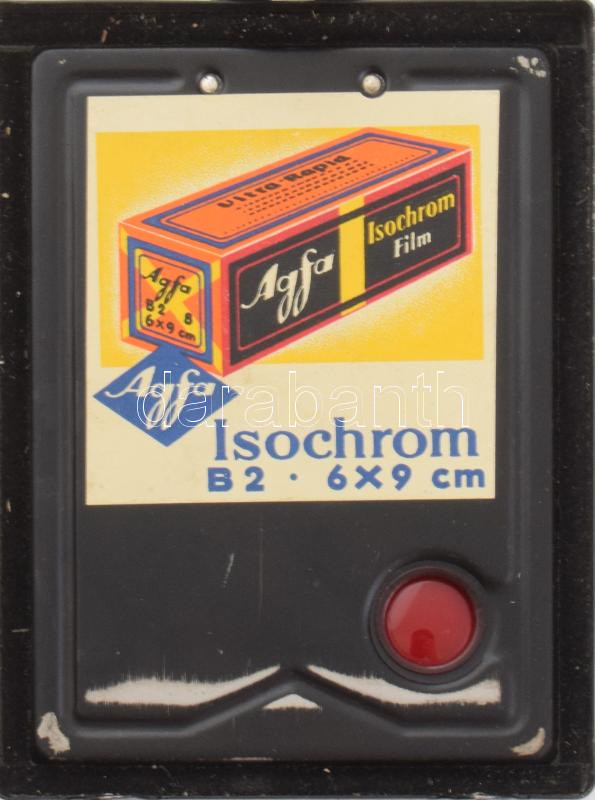 Ultra-Rapid
Isochrom
Film
Agfa
Agfa
B2 8
6x9 cm
Agfa
darabanth
Isochrom
B2 · 6x9 cm